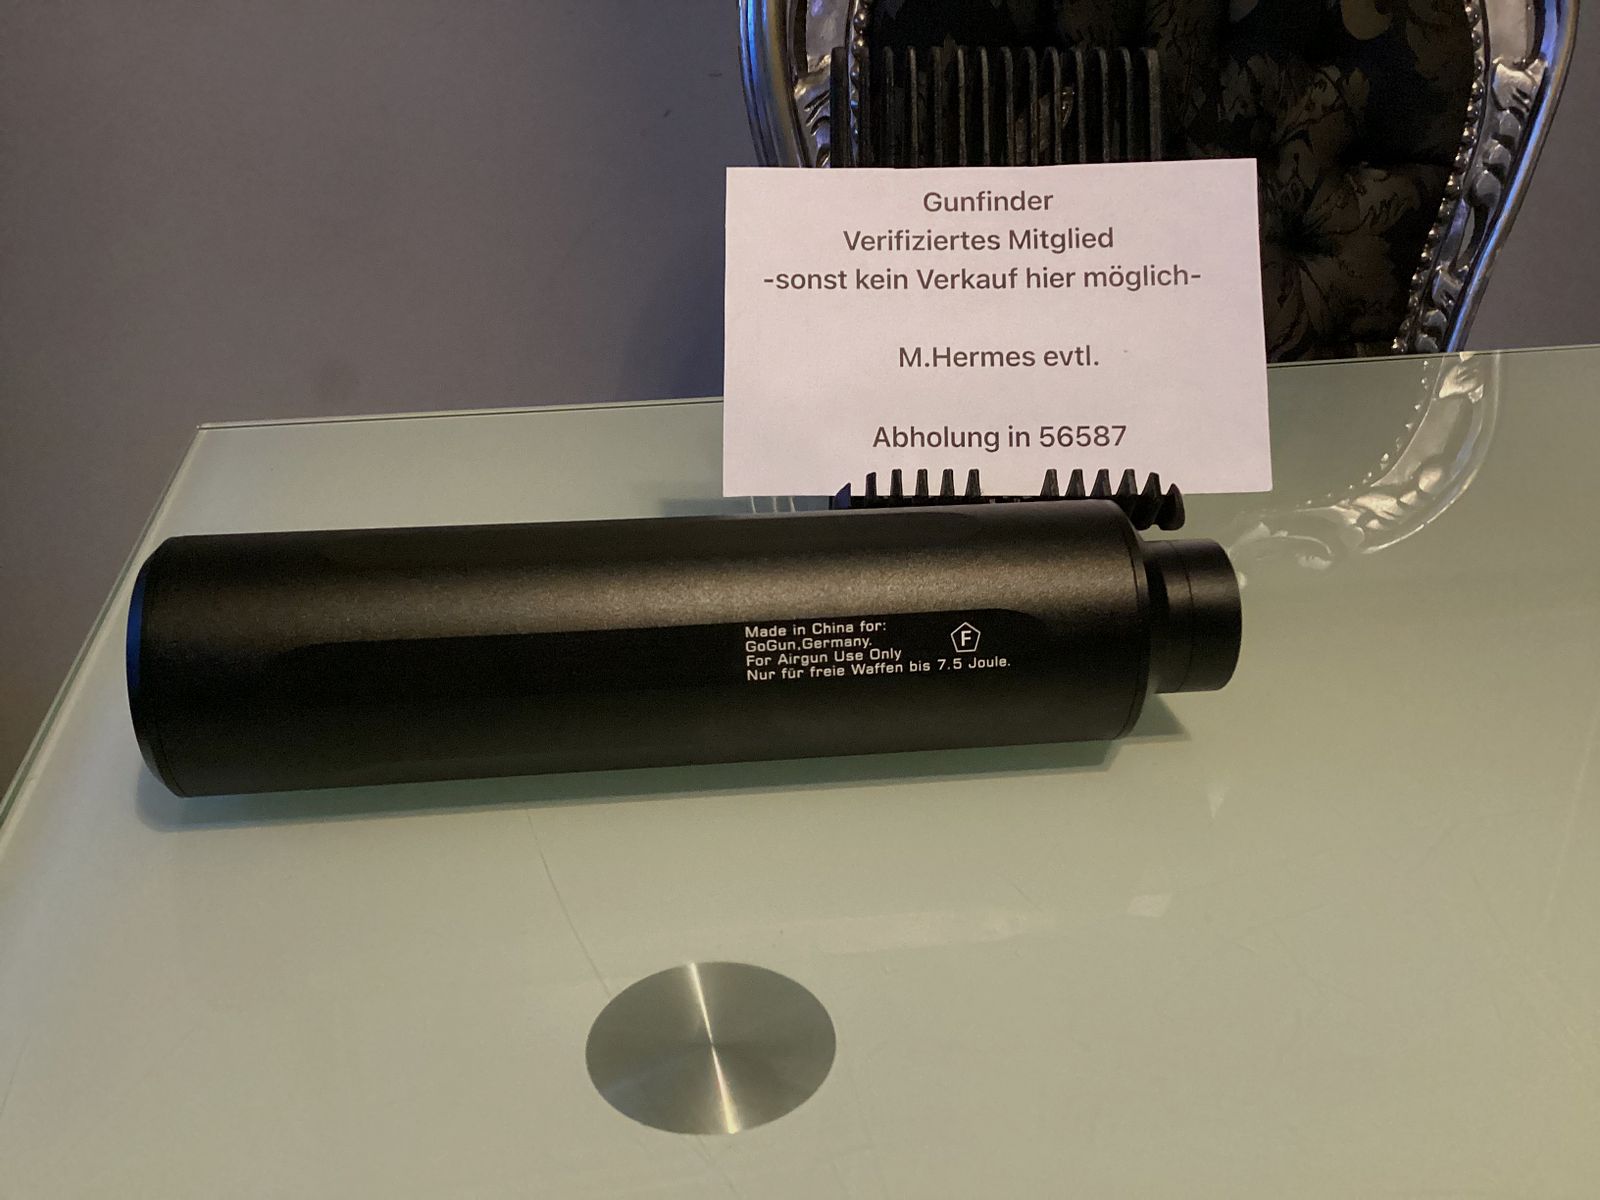 Gunfinder
Verifiziertes Mitglied
-sonst kein Verkauf hier möglich-
M.Hermes evtl.
Abholung in 56587
Made in China for:
GoGun,Germany.
For Airgun Use Only
Nur für freie Waffen bis 7.5 Joule.
F